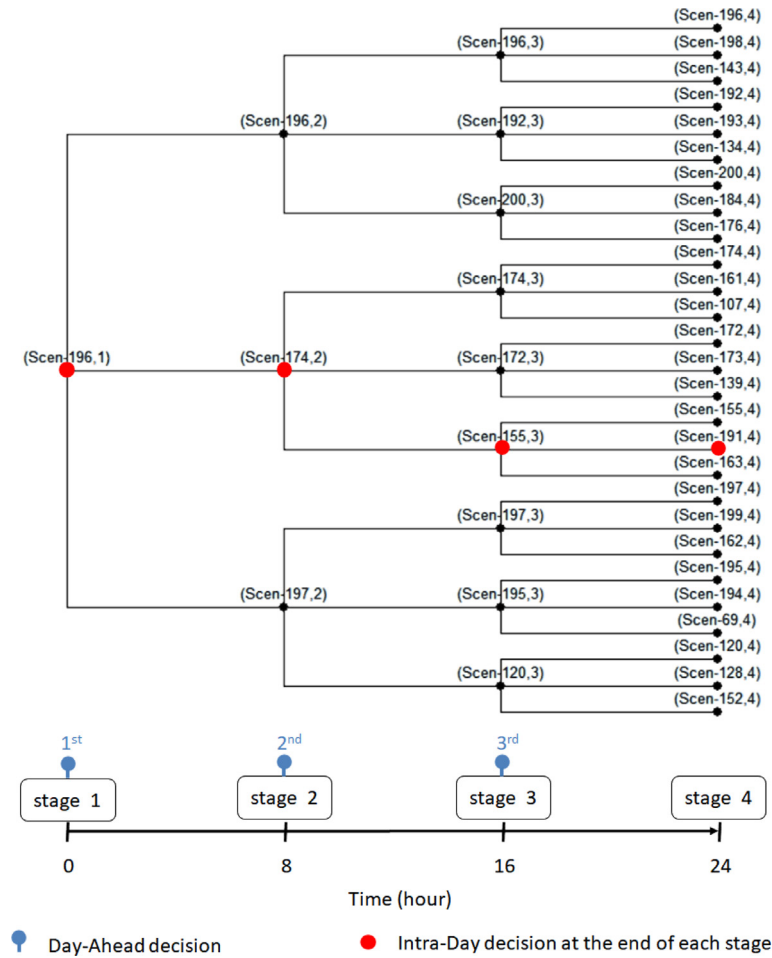 (Scen-196,4)
(Scen-196,3)
(Scen-198,4)
(Scen-143,4)
(Scen-192,4)
(Scen-196,2)
(Scen-192,3)
(Scen-193,4)
(Scen-134,4)
(Scen-200,4)
(Scen-200,3)
(Scen-184,4)
(Scen-176,4)
(Scen-174,4)
(Scen-174,3)
(Scen-161,4)
(Scen-107,4)
(Scen-172,4)
(Scen-196,1)
(Scen-174,2)
(Scen-172,3)
(Scen-173,4)
(Scen-139,4)
(Scen-155,4)
(Scen-155,3)
(Scen-191,4)
(Scen-163,4)
(Scen-197,4)
(Scen-197,3)
(Scen-199,4)
(Scen-162,4)
(Scen-195,4)
(Scen-197,2)
(Scen-195,3)
(Scen-194,4)
(Scen-69,4)
(Scen-120,4)
(Scen-120,3)
(Scen-128,4)
(Scen-152,4)
1st
2nd
3rd
stage 1
stage 2
stage 3
stage 4
0
8
16
24
Time (hour)
Day-Ahead decision
Intra-Day decision at the end of each stage